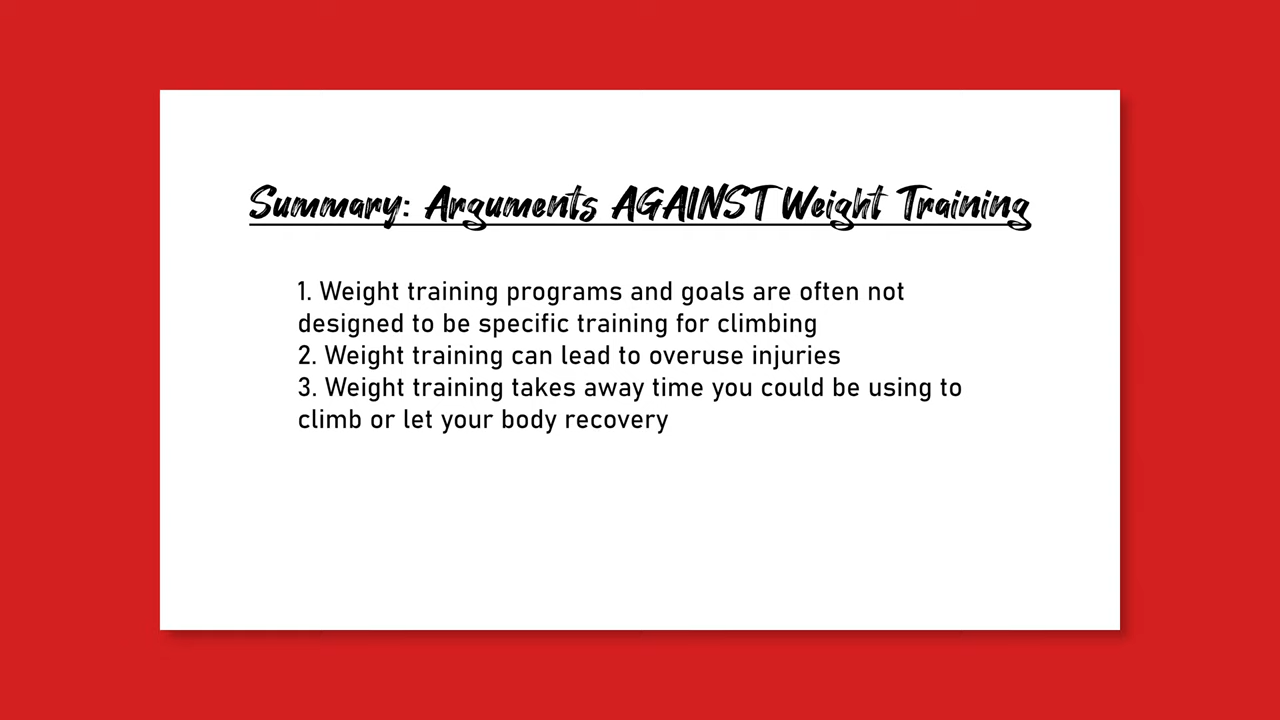 Summary: Arguments AGAINST Weight Training
1. Weight training programs and goals are often not
designed to be specific training for climbing
2. Weight training can lead to overuse injuries
3. Weight training takes away time you could be using to
climb or let your body recovery